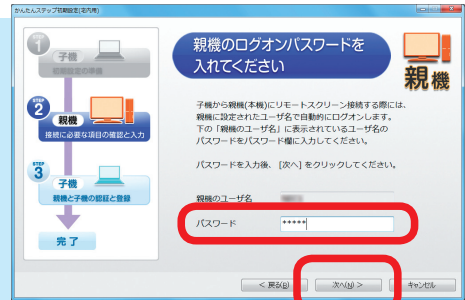 かんたんステップ初期設定(宅内用)
STEP
1
子機
初期設定の準備
STEP
2
親機
接続に必要な項目の確認と入力
STEP
3
子機
親機と子機の認証と登録
完了
親機のログオンパスワードを
入れてください
親機
子機から親機(本機)にリモートスクリーン接続する際には、
親機に設定されたユーザ名で自動的にログオンします。
下の「親機のユーザ名」に表示されているユーザ名の
パスワードをパスワード欄に入力してください。
パスワードを入力後、[次へ] をクリックしてください。
親機のユーザ名
パスワード
*****
< 戻る(B)
次へ(N) >
キャンセル